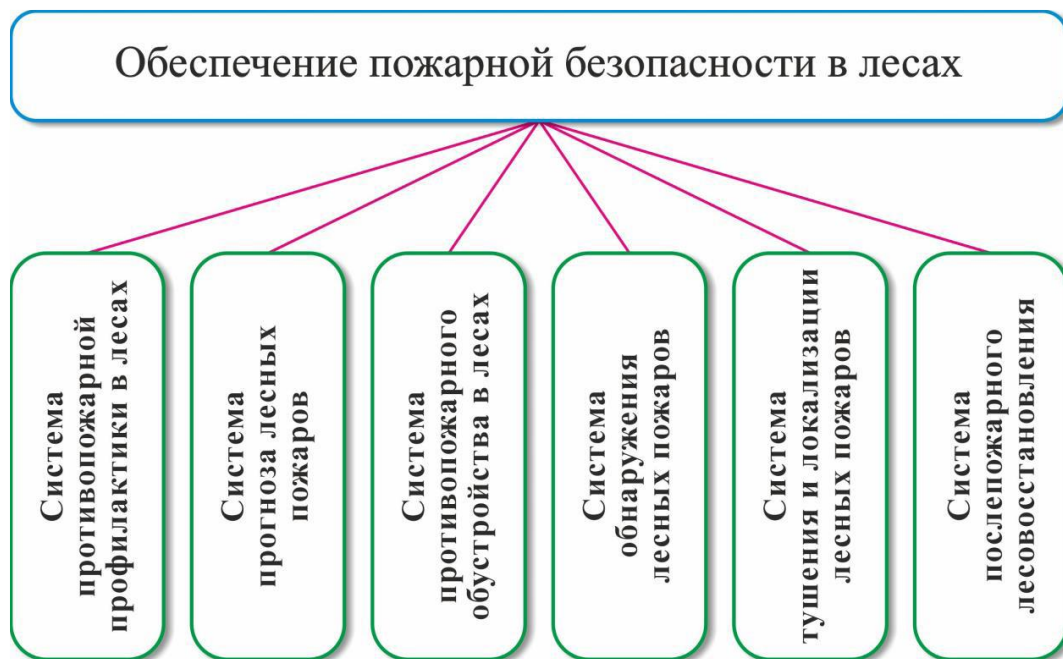 Обеспечение пожарной безопасности в лесах
Система
противопожарной
профилактики в лесах
Система
прогноза лесных
пожаров
Система
противопожарного
обустройства в лесах
Система
обнаружения
лесных пожаров
Система
тушения и локализации
лесных пожаров
Система
послепожарного
лесовосстановления